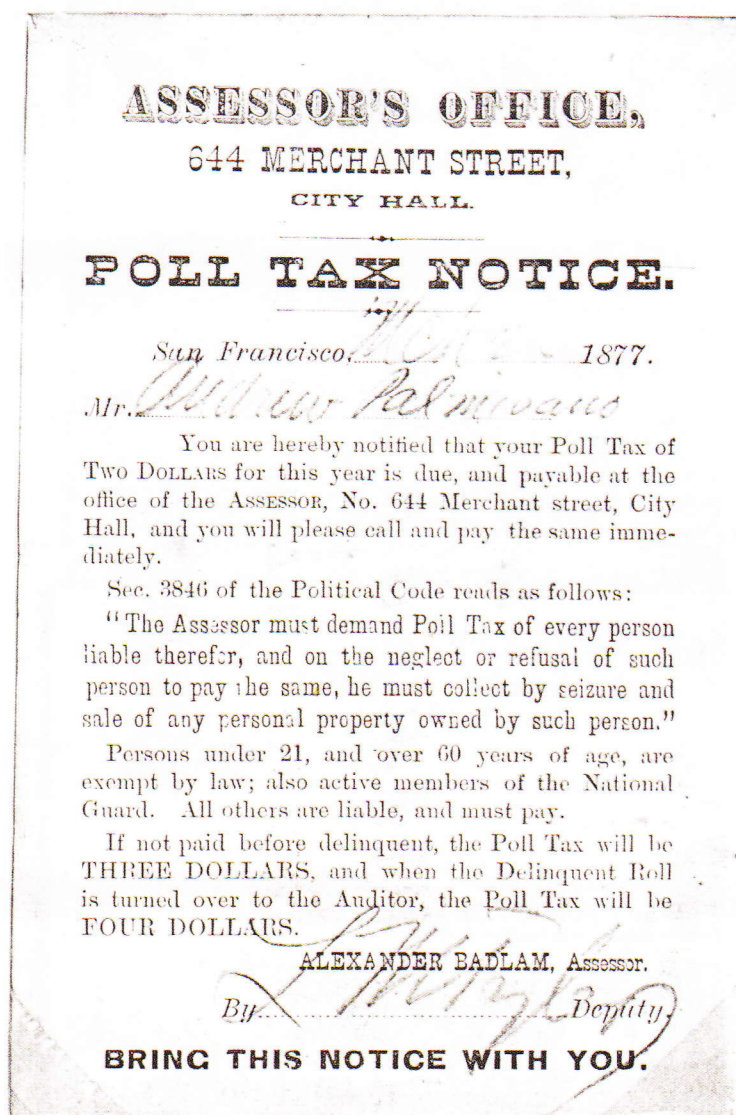 ASSESSOR'S OFFICE,
644 MERCHANT STREET,
CITY HALL.
POLL TAX NOTICE.
San Francisco, 1877.
Mr. Andrew Palmivano
You are hereby notified that your Poll Tax of
Two Dollars for this year is due, and payable at the
office of the Assessor, No. 644 Merchant street, City
Hall, and you will please call and pay the same imme-
diately.
Sec. 3846 of the Political Code reads as follows:
"The Assessor must demand Poll Tax of every person
liable therefor, and on the neglect or refusal of such
person to pay the same, he must collect by seizure and
sale of any personal property owned by such person."
Persons under 21, and over 60 years of age, are
exempt by law; also active members of the National
Guard. All others are liable, and must pay.
If not paid before delinquent, the Poll Tax will be
THREE DOLLARS, and when the Delinquent Roll
is turned over to the Auditor, the Poll Tax will be
FOUR DOLLARS.
ALEXANDER BADLAM, Assessor.
By Deputy.
BRING THIS NOTICE WITH YOU.